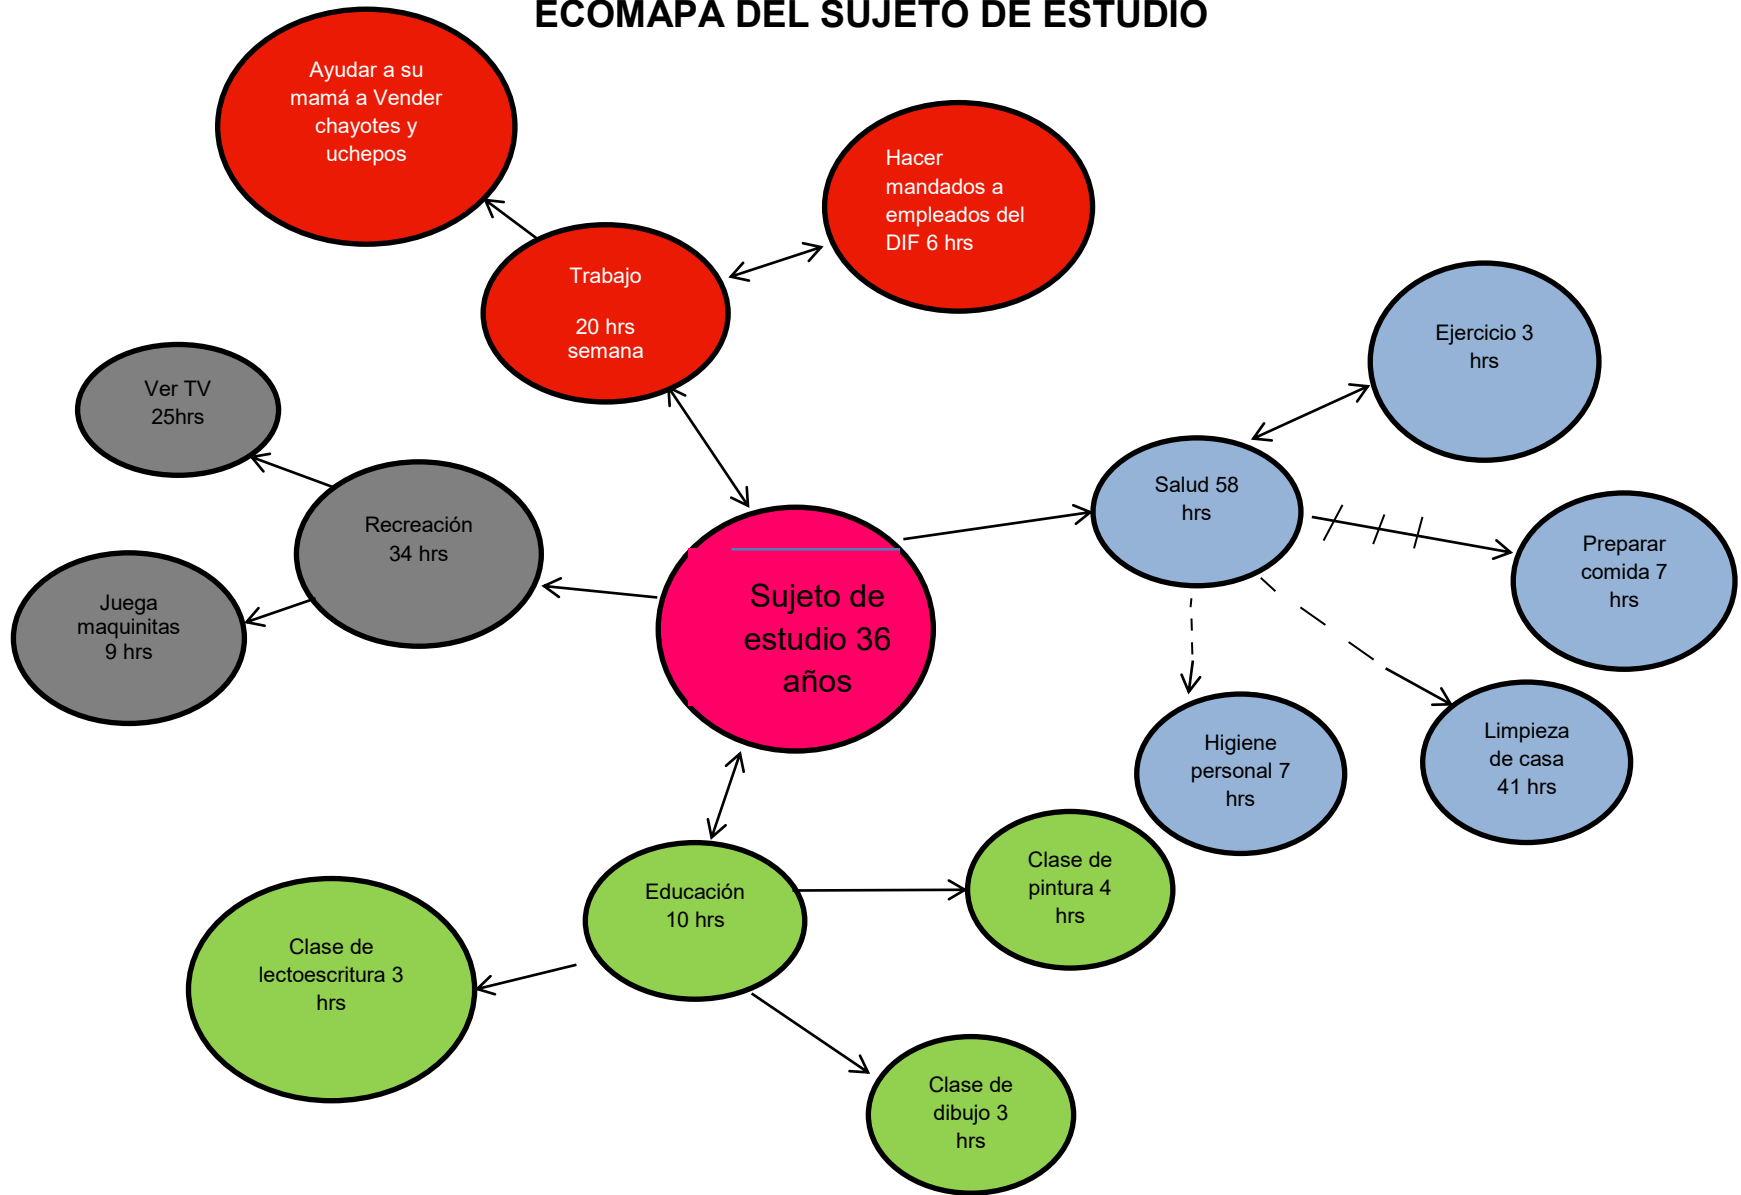 ECOMAPA DEL SUJETO DE ESTUDIO
Ayudar a su
mamá a Vender
chayotes y
uchepos
Hacer
mandados a
empleados del
DIF 6 hrs
Trabajo
20 hrs
semana
Ejercicio 3
hrs
Ver TV
25hrs
Salud 58
hrs
Recreación
34 hrs
Preparar
comida 7
hrs
Juega
maquinitas
9 hrs
Sujeto de
estudio 36
años
Higiene
personal 7
hrs
Limpieza
de casa
41 hrs
Educación
10 hrs
Clase de
pintura 4
hrs
Clase de
lectoescritura 3
hrs
Clase de
dibujo 3
hrs